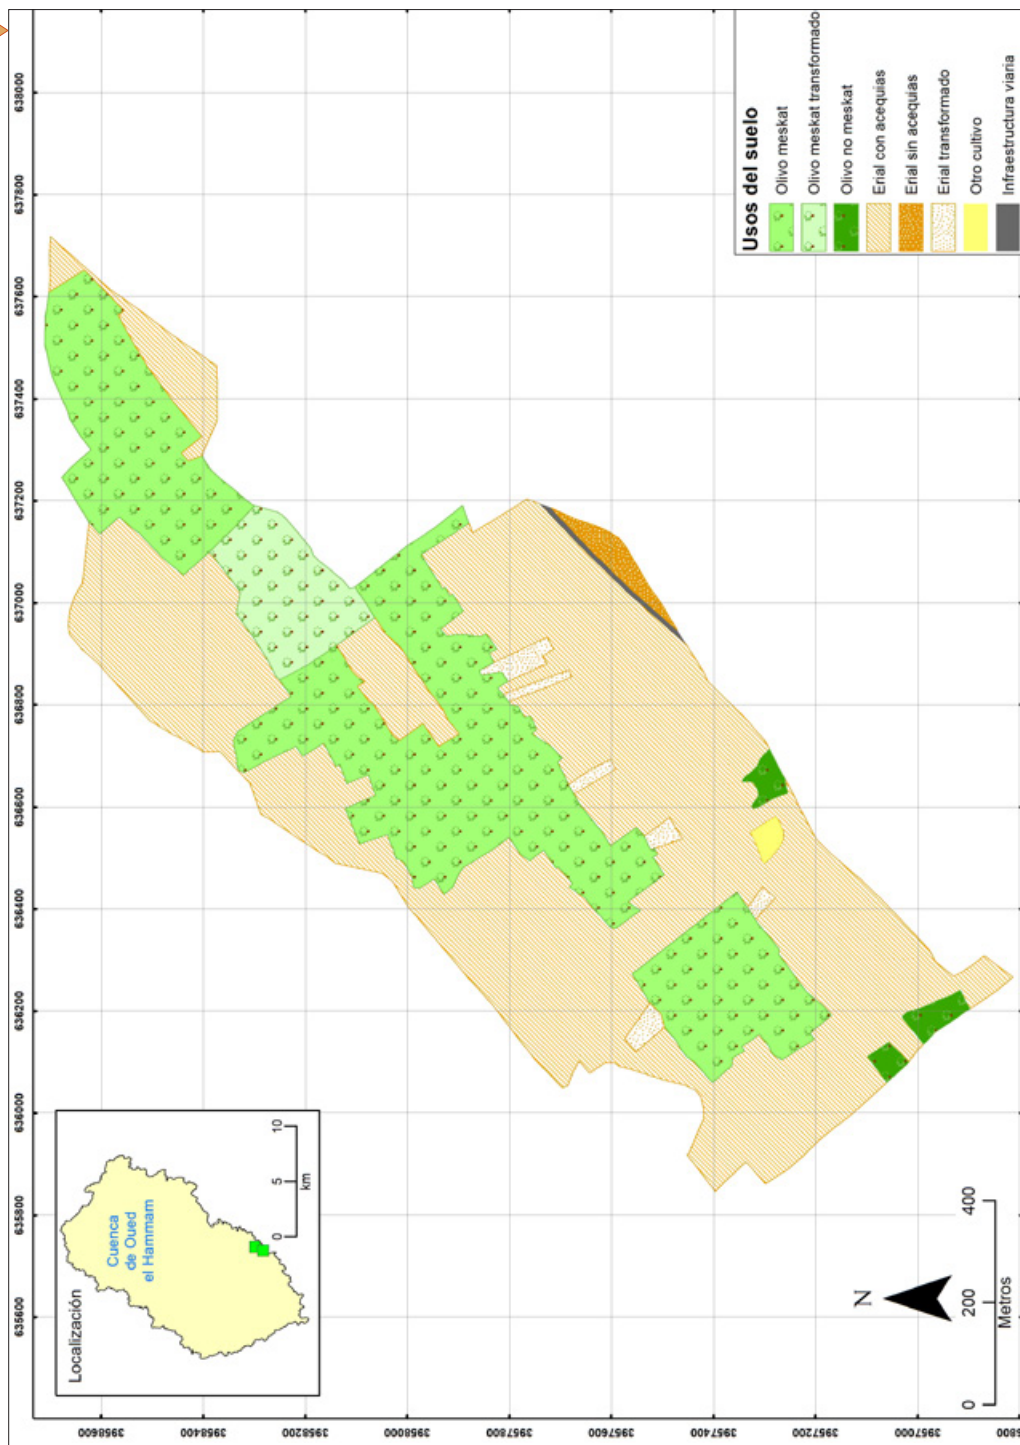 635600
635800
636000
636200
636400
636600
636800
637000
637200
637400
637600
637800
638000
3958600
3958400
3958200
3958000
3957800
3957600
3957400
3957200
3957000
800
Localización
Cuenca
de Oued
el Hammam
0 5 10
km
N
0 200 400
Metros
Usos del suelo
Olivo meskat
Olivo meskat transformado
Olivo no meskat
Erial con acequias
Erial sin acequias
Erial transformado
Otro cultivo
Infraestructura viaria